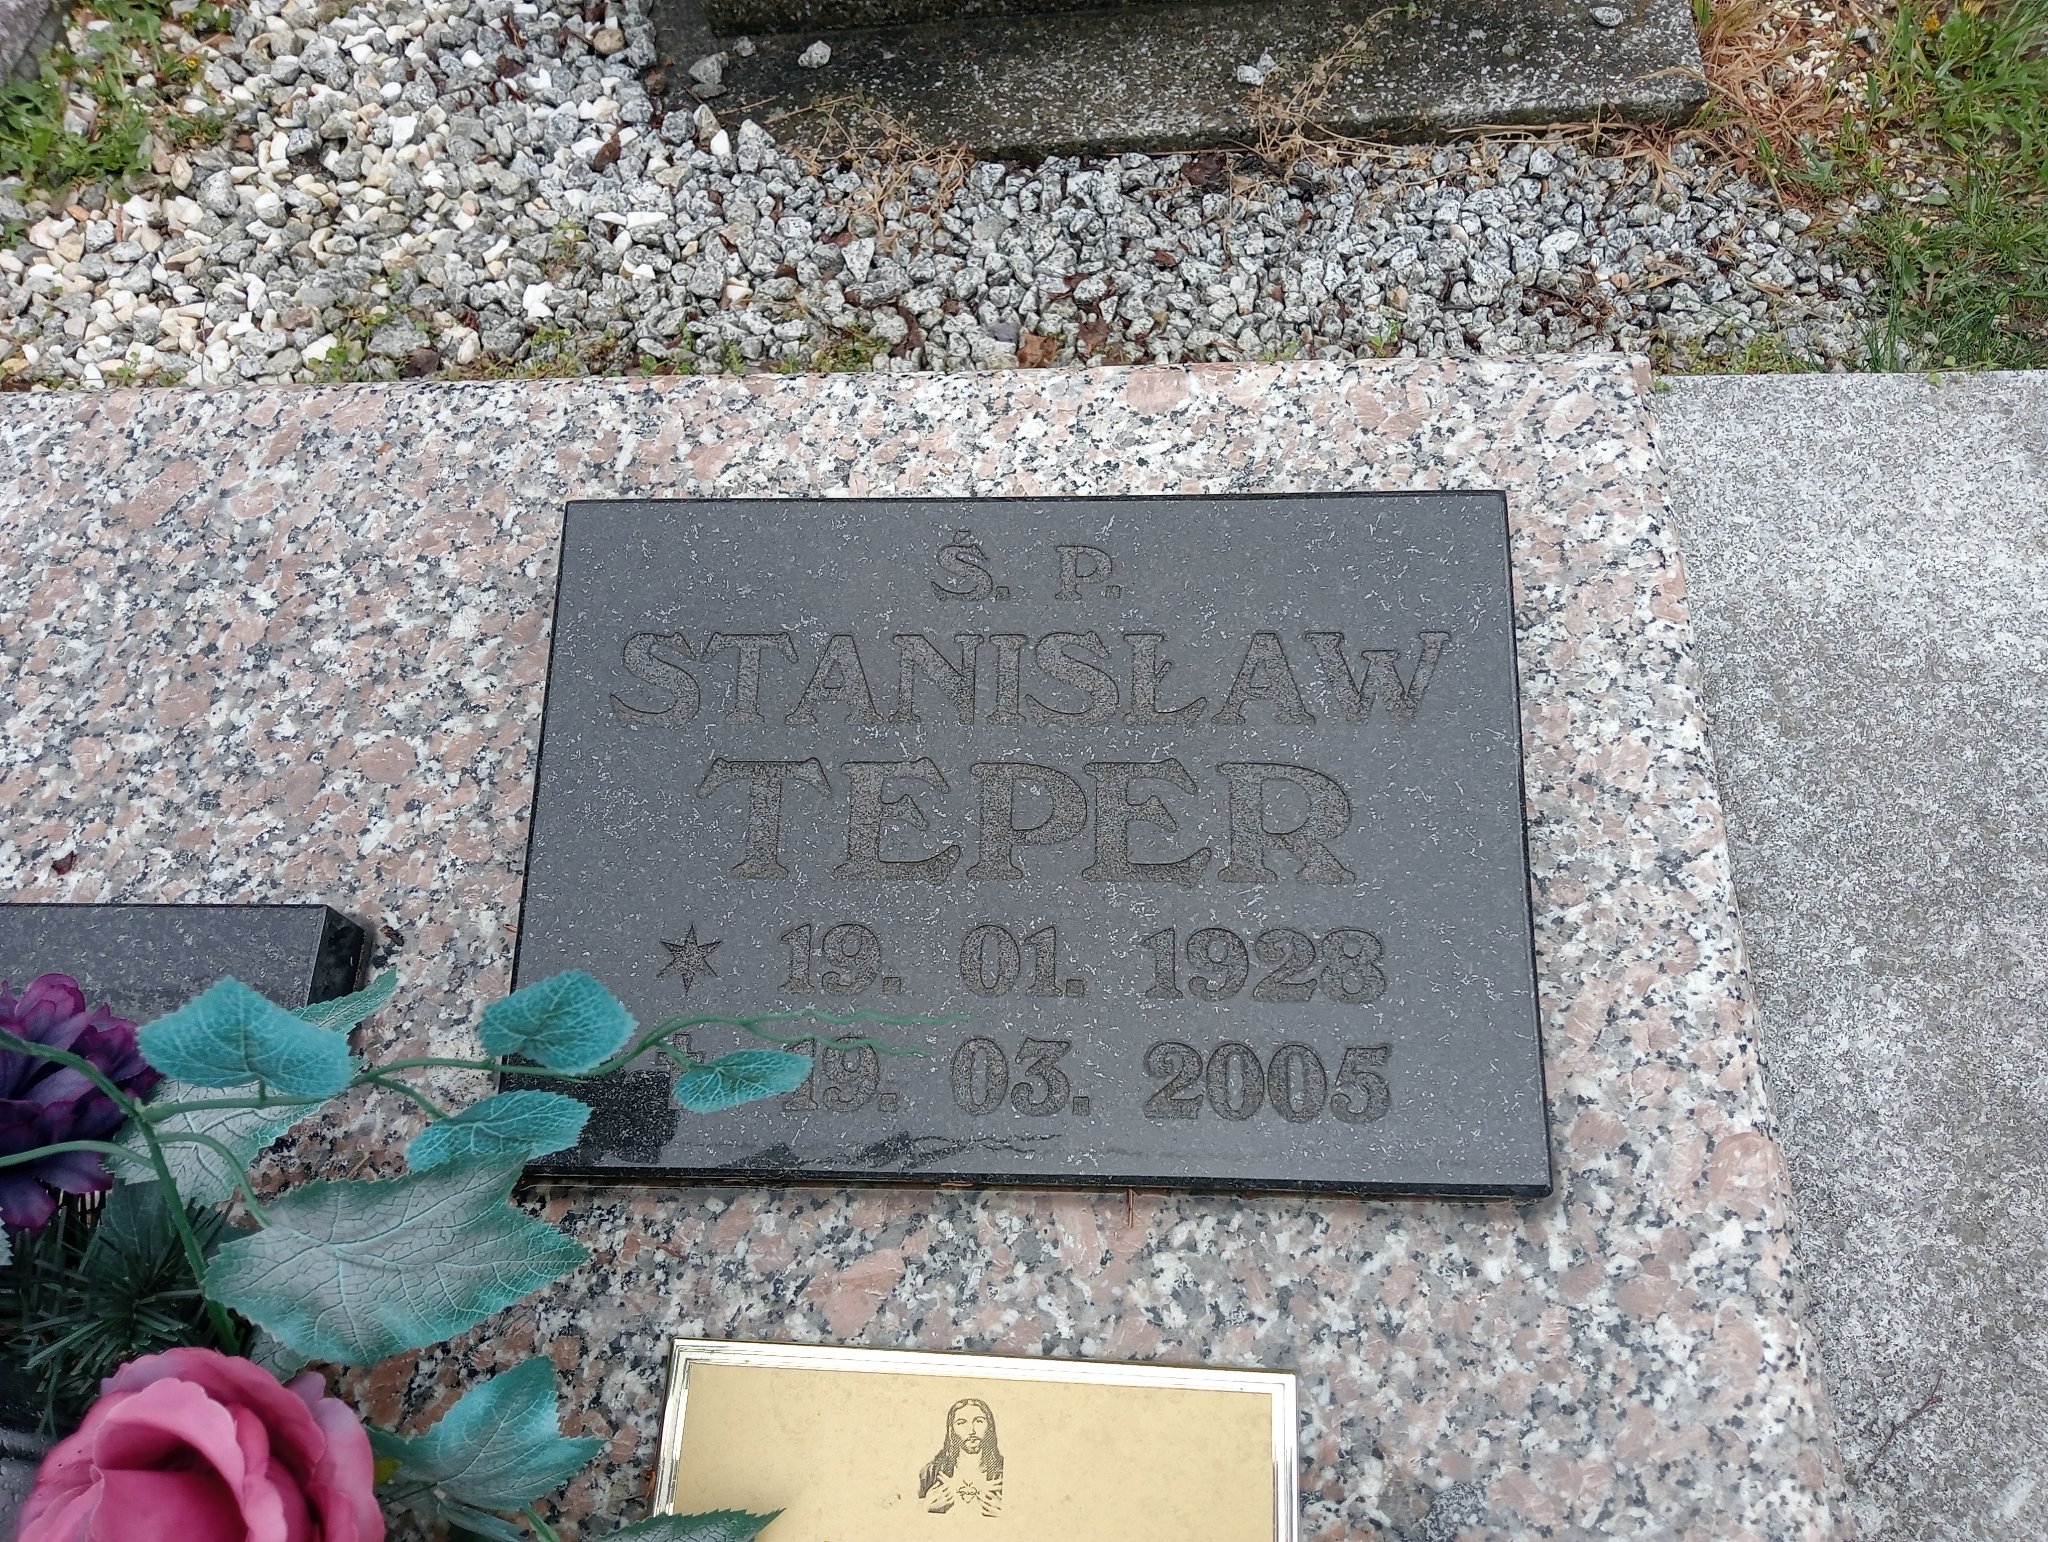 Ś. P.
STANISŁAW
TEPER
* 19. 01. 1928
† 19. 03. 2005